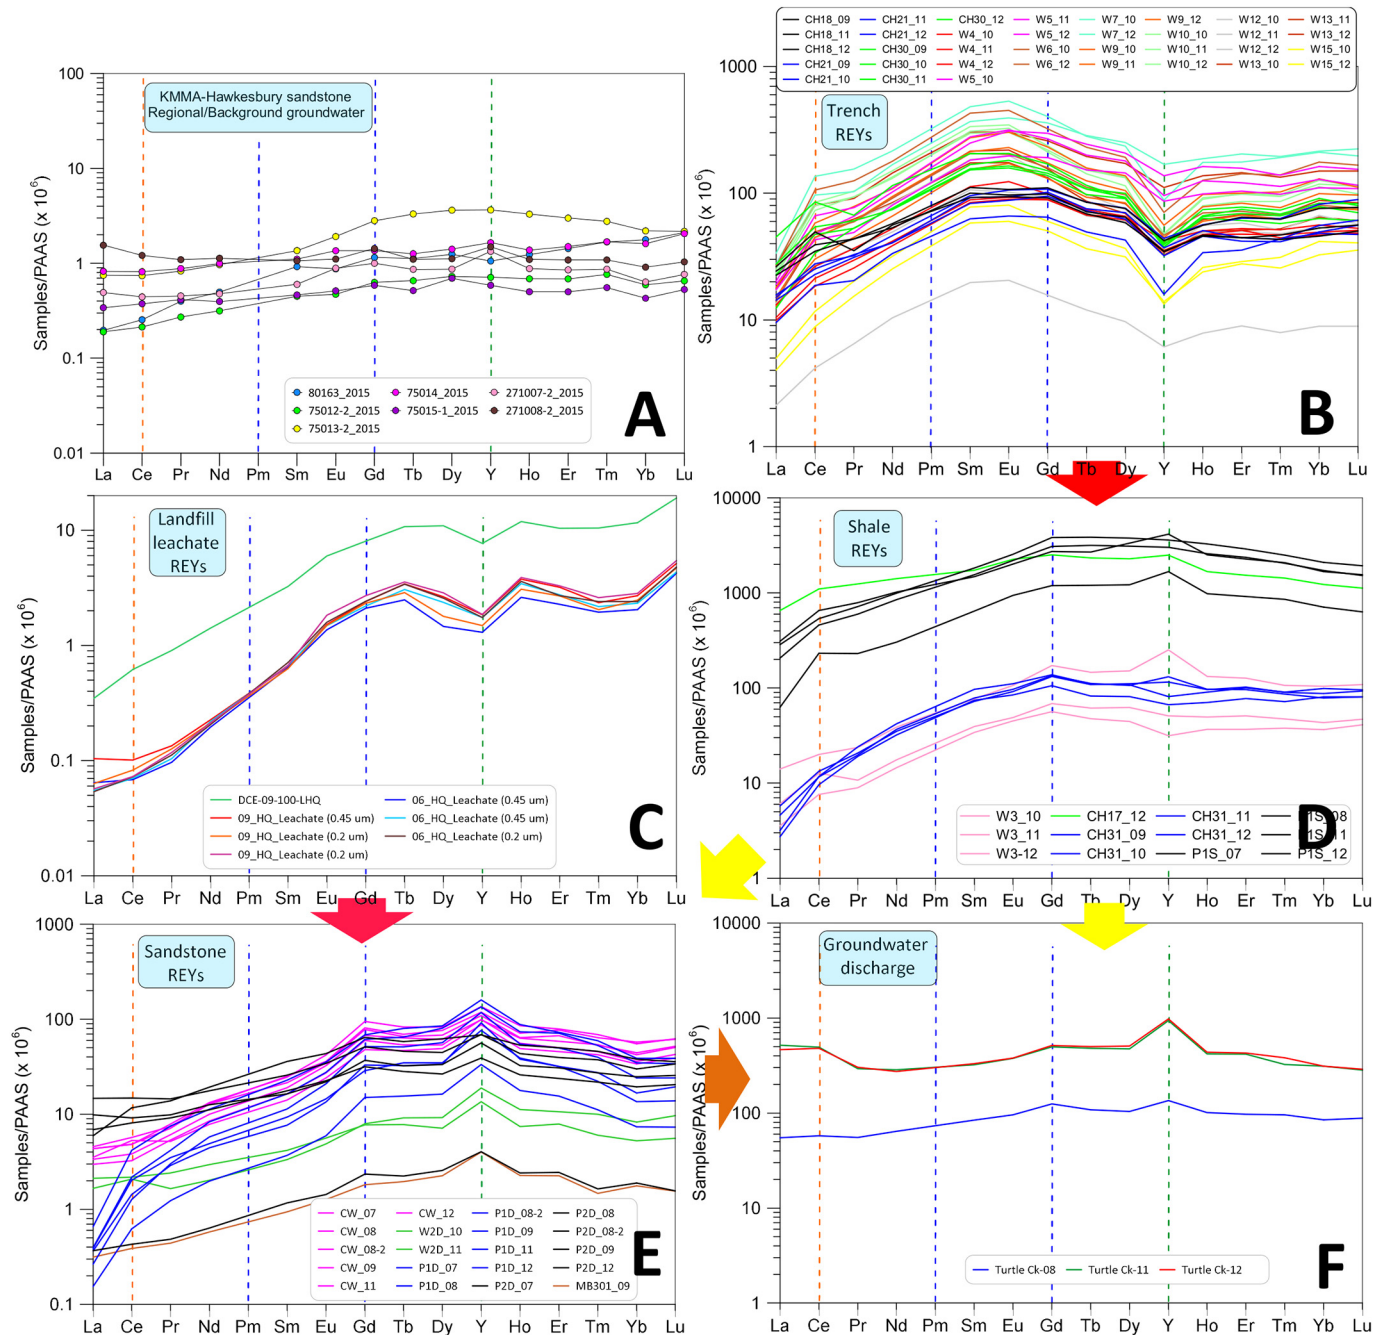 100
10
1
0.1
0.01
Samples/PAAS (x 10⁶)
KMMA-Hawkesbury sandstone
Regional/Background groundwater
80163_2015 75014_2015 271007-2_2015
75012-2_2015 75015-1_2015 271008-2_2015
75013-2_2015
A
La Ce Pr Nd Pm Sm Eu Gd Tb Dy Y Ho Er Tm Yb Lu
CH18_09 CH21_11 CH30_12 W5_11 W7_10 W9_12 W12_10 W13_11
CH18_11 CH21_12 W4_10 W5_12 W7_12 W10_10 W12_11 W13_12
CH18_12 CH30_09 W4_11 W6_10 W9_10 W10_11 W12_12 W15_10
CH21_09 CH30_10 W4_12 W6_12 W9_11 W10_12 W13_10 W15_12
CH21_10 CH30_11 W5_10
1000
100
10
1
Samples/PAAS (x 10⁶)
Trench
REYs
B
La Ce Pr Nd Pm Sm Eu Gd Tb Dy Y Ho Er Tm Yb Lu
10
1
0.1
0.01
Samples/PAAS (x 10⁶)
Landfill
leachate
REYs
DCE-09-100-LHQ 06_HQ_Leachate (0.45 um)
09_HQ_Leachate (0.45 um) 06_HQ_Leachate (0.45 um)
09_HQ_Leachate (0.2 um) 06_HQ_Leachate (0.2 um)
09_HQ_Leachate (0.2 um)
C
La Ce Pr Nd Pm Sm Eu Gd Tb Dy Y Ho Er Tm Yb Lu
10000
1000
100
10
1
Samples/PAAS (x 10⁶)
Shale
REYs
W3_10 CH17_12 CH31_11
W3_11 CH31_09 CH31_12
W3-12 CH31_10 P1S_07 P1S_12
D
La Ce Pr Nd Pm Sm Eu Gd Tb Dy Y Ho Er Tm Yb Lu
1000
100
10
1
0.1
Samples/PAAS (x 10⁶)
Sandstone
REYs
CW_07 CW_12 P1D_08-2 P2D_08
CW_08 W2D_10 P1D_09 P2D_08-2
CW_08-2 W2D_11 P1D_11 P2D_09
CW_09 P1D_07 P1D_12 P2D_12
CW_11 P1D_08 P2D_07 MB301_09
E
La Ce Pr Nd Pm Sm Eu Gd Tb Dy Y Ho Er Tm Yb Lu
10000
1000
100
10
1
Samples/PAAS (x 10⁶)
Groundwater
discharge
Turtle Ck-08 Turtle Ck-11 Turtle Ck-12
F
La Ce Pr Nd Pm Sm Eu Gd Tb Dy Y Ho Er Tm Yb Lu